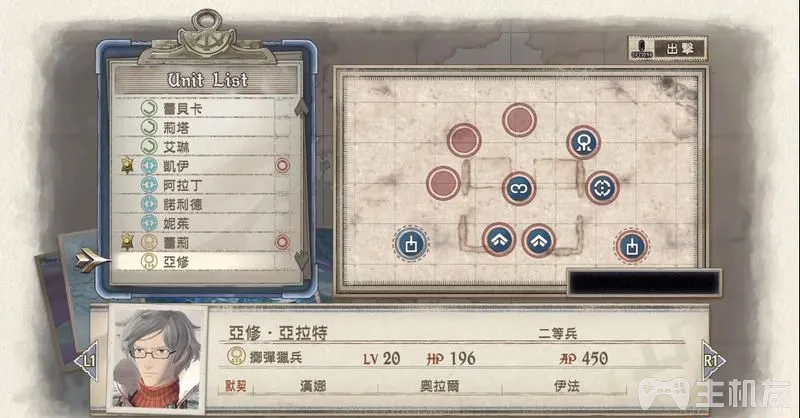 Unit List
蕾貝卡
莉塔
艾琳
凱伊
阿拉丁
諾利德
妮茱
蕾莉
亞修
出擊
L1
亞修·亞拉特 二等兵
擲彈獵兵 LV 20 HP 196 AP 450
默契 漢娜 奧拉爾 伊法
R1
主机友